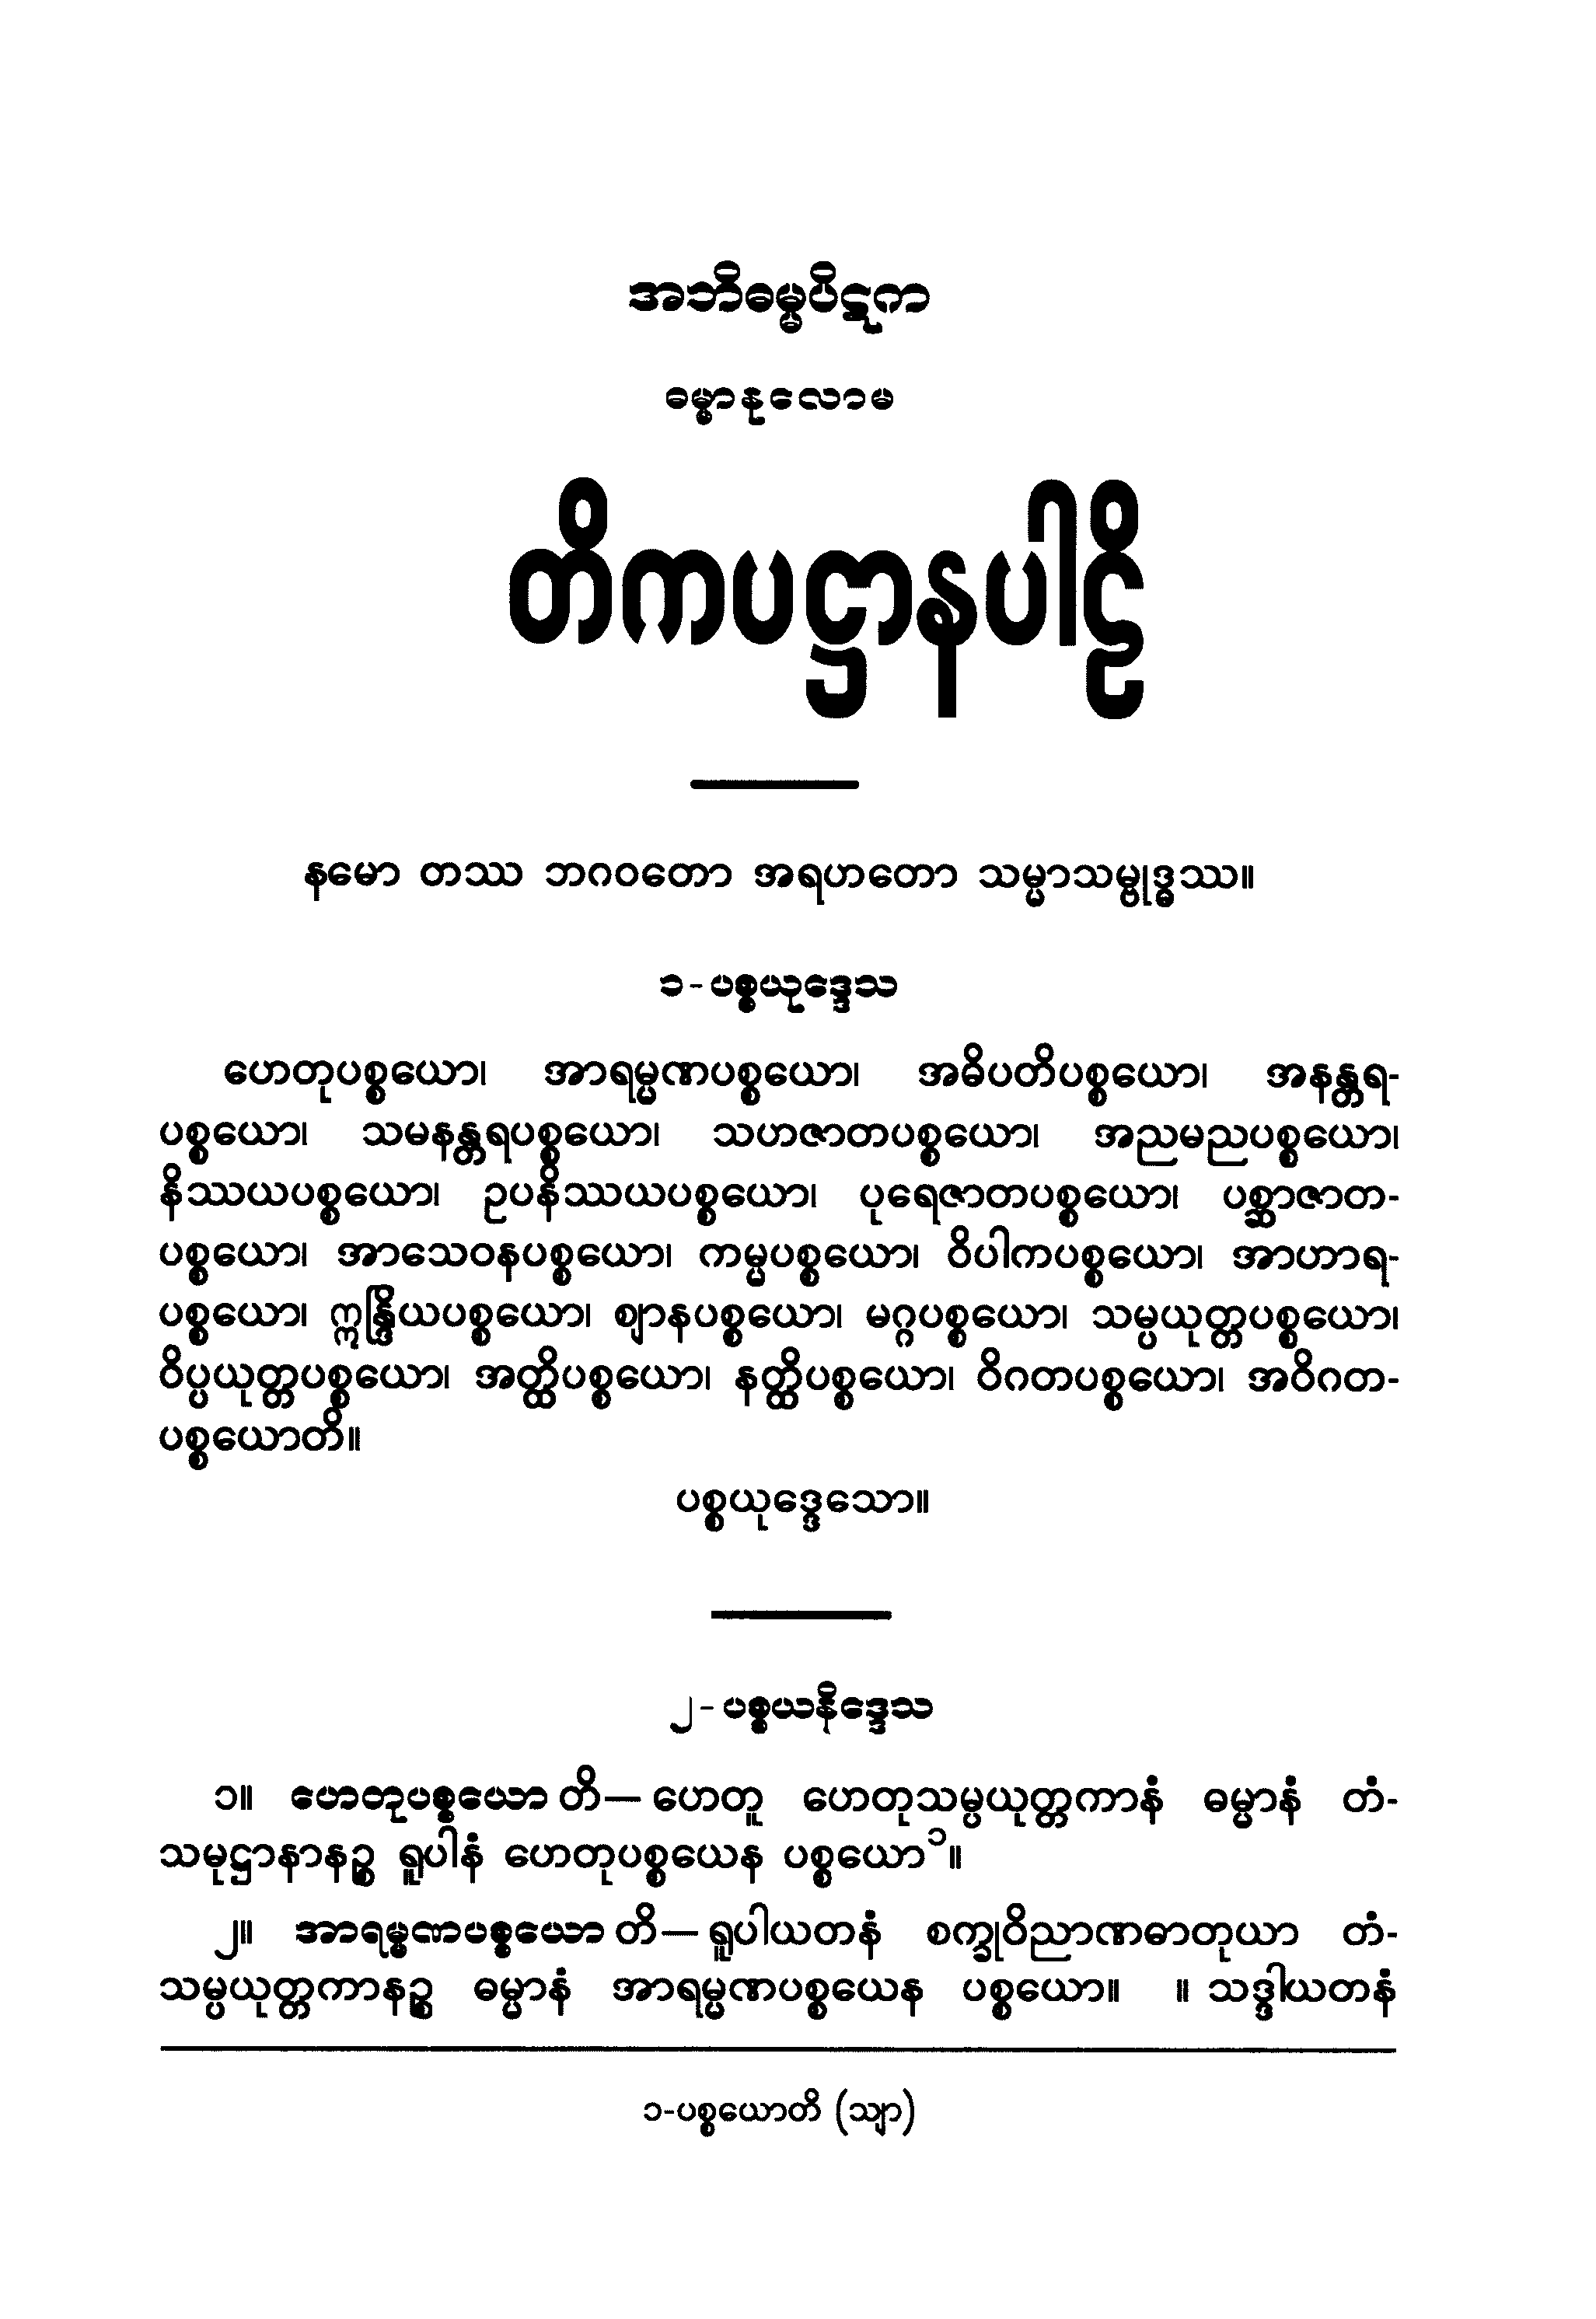 အဘိဓမ္မပိဋက
ဓမ္မာနုလောမ
တိကပဋ္ဌာနပါဠိ
နမော တဿ ဘဂဝတော အရဟတော သမ္မာသမ္ဗုဒ္ဓဿ။
၁-ပစ္စယုဒ္ဒေသ
ဟေတုပစ္စယော၊ အာရမ္မဏပစ္စယော၊ အဓိပတိပစ္စယော၊ အနန္တရ-
ပစ္စယော၊ သမနန္တရပစ္စယော၊ သဟဇာတပစ္စယော၊ အညမညပစ္စယော၊
နိဿယပစ္စယော၊ ဥပနိဿယပစ္စယော၊ ပုရေဇာတပစ္စယော၊ ပစ္ဆာဇာတ-
ပစ္စယော၊ အာသေဝနပစ္စယော၊ ကမ္မပစ္စယော၊ ဝိပါကပစ္စယော၊ အာဟာရ-
ပစ္စယော၊ ဣန္ဒြိယပစ္စယော၊ ဈာနပစ္စယော၊ မဂ္ဂပစ္စယော၊ သမ္ပယုတ္တပစ္စယော၊
ဝိပ္ပယုတ္တပစ္စယော၊ အတ္ထိပစ္စယော၊ နတ္ထိပစ္စယော၊ ဝိဂတပစ္စယော၊ အဝိဂတ-
ပစ္စယောတိ။
ပစ္စယုဒ္ဒေသော။
၂-ပစ္စယနိဒ္ဒေသ
၁။ ဟေတုပစ္စယော တိ— ဟေတူ ဟေတုသမ္ပယုတ္တကာနံ ဓမ္မာနံ တံ-
သမုဋ္ဌာနာနဉ္စ ရူပါနံ ဟေတုပစ္စယေန ပစ္စယော၁။
၂။ အာရမ္မဏပစ္စယော တိ— ရူပါယတနံ စက္ခုဝိညာဏဓာတုယာ တံ-
သမ္ပယုတ္တကာနဉ္စ ဓမ္မာနံ အာရမ္မဏပစ္စယေန ပစ္စယော။ ။ သဒ္ဒါယတနံ
၁-ပစ္စယောတိ (သျာ)